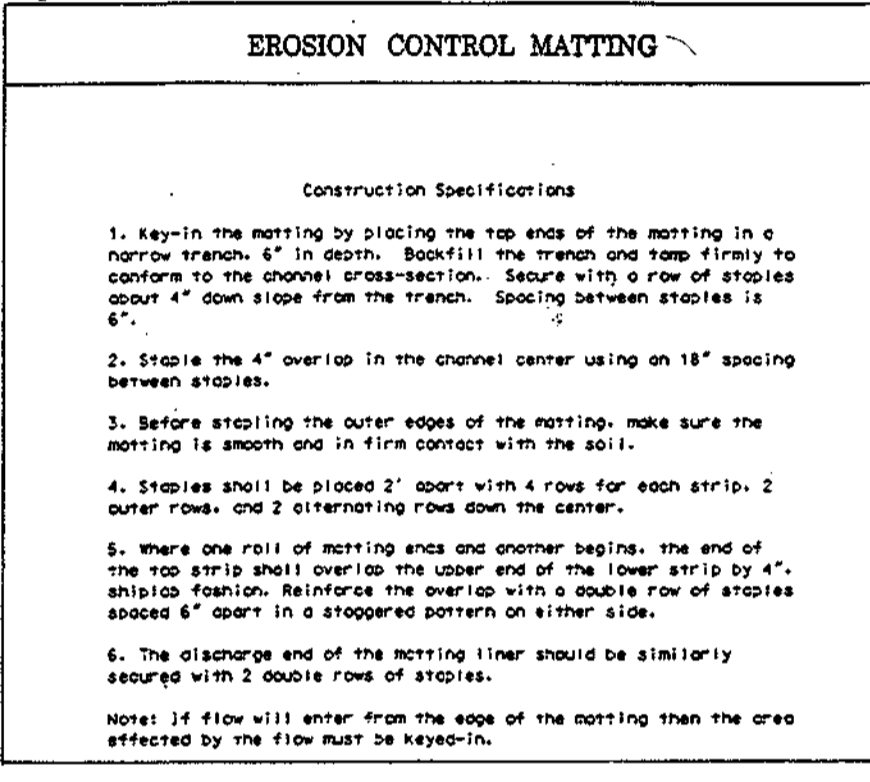 EROSION CONTROL MATTING
Construction Specifications
1. Key-in the matting by placing the top ends of the matting in a
narrow trench. 6" in depth. Backfill the trench and tamp firmly to
conform to the channel cross-section. Secure with a row of staples
about 4" down slope from the trench. Spacing between staples is
6".
2. Staple the 4" overlap in the channel center using an 18" spacing
between staples.
3. Before stapling the outer edges of the matting, make sure the
matting is smooth and in firm contact with the soil.
4. Staples shall be placed 2' apart with 4 rows for each strip. 2
outer rows. and 2 alternating rows down the center.
5. Where one roll of matting ends and another begins. the end of
the top strip shall overlap the upper end of the lower strip by 4".
shiplap fashion. Reinforce the overlap with a double row of staples
spaced 6" apart in a staggered pattern on either side.
6. The discharge end of the matting liner should be similarly
secured with 2 double rows of staples.
Note: If flow will enter from the edge of the matting then the area
effected by the flow must be keyed-in.